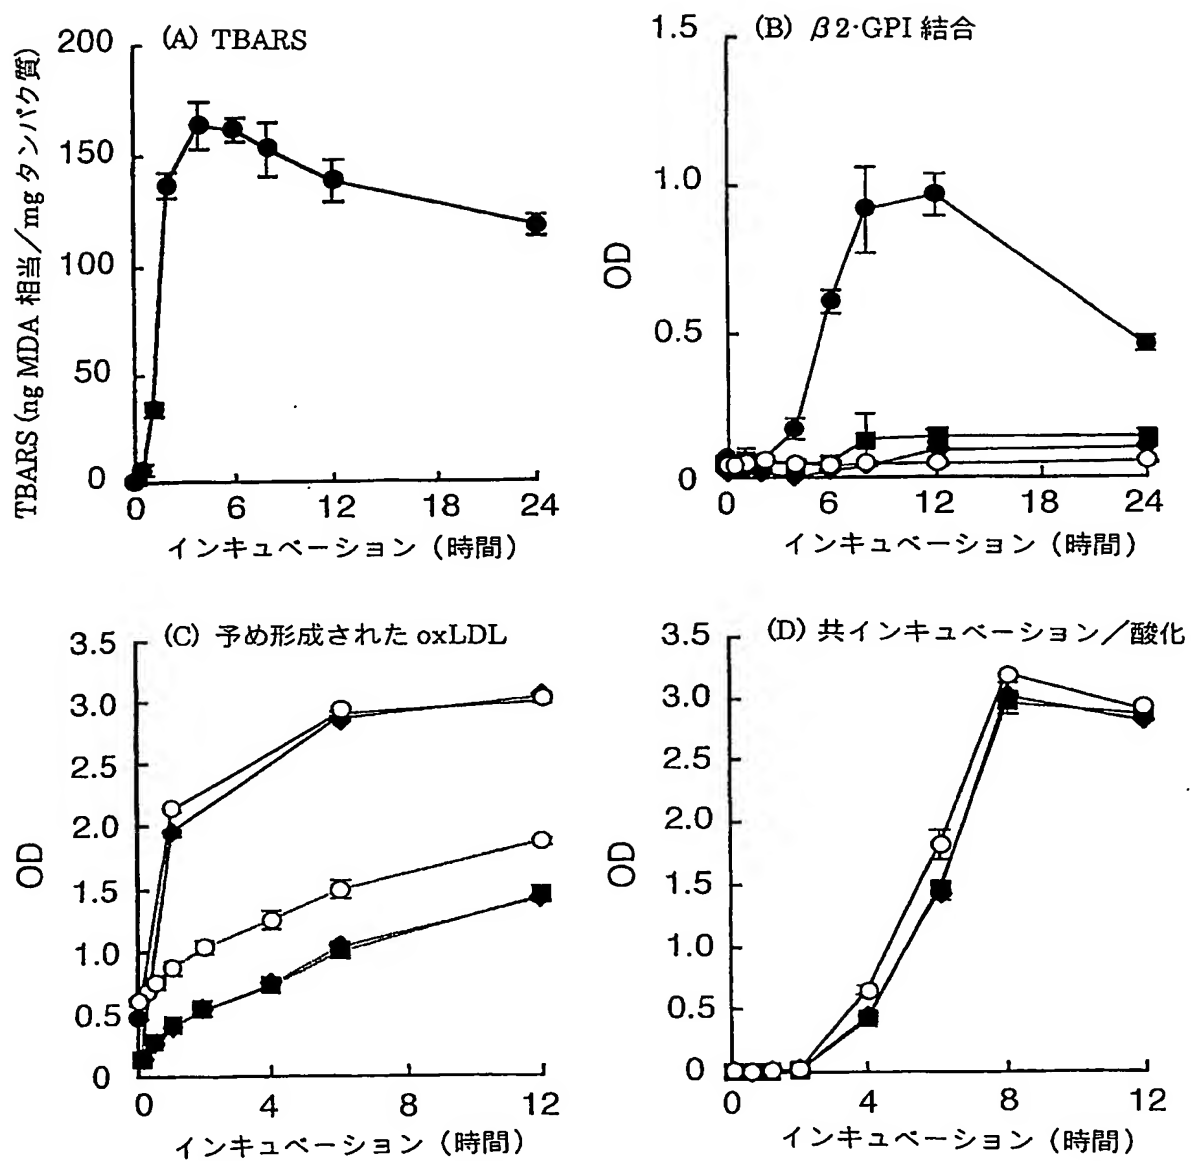 (A) TBARS
TBARS (ng MDA 相当/mg タンパク質)
200
150
100
50
0
0 6 12 18 24
インキュベーション（時間）
(B) β2·GPI 結合
OD
1.5
1.0
0.5
0
0 6 12 18 24
インキュベーション（時間）
(C) 予め形成された oxLDL
OD
3.5
3.0
2.5
2.0
1.5
1.0
0.5
0
0 4 8 12
インキュベーション（時間）
(D) 共インキュベーション／酸化
OD
3.5
3.0
2.5
2.0
1.5
1.0
0.5
0
0 4 8 12
インキュベーション（時間）